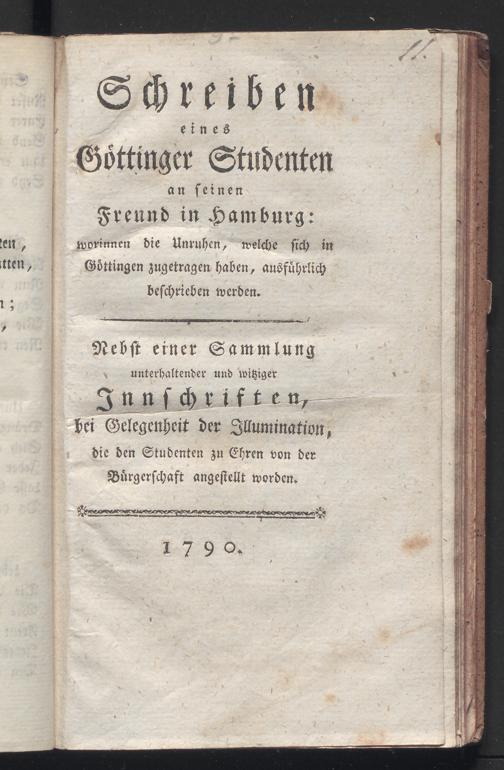 11.
Schreiben
eines
Göttinger Studenten
an seinen
Freund in Hamburg:
worinnen die Unruhen, welche sich in
Göttingen zugetragen haben, ausführlich
beschrieben werden.
Nebst einer Sammlung
unterhaltender und witziger
Innschriften,
bei Gelegenheit der Illumination,
die den Studenten zu Ehren von der
Bürgerschaft angestellt worden.
1790.